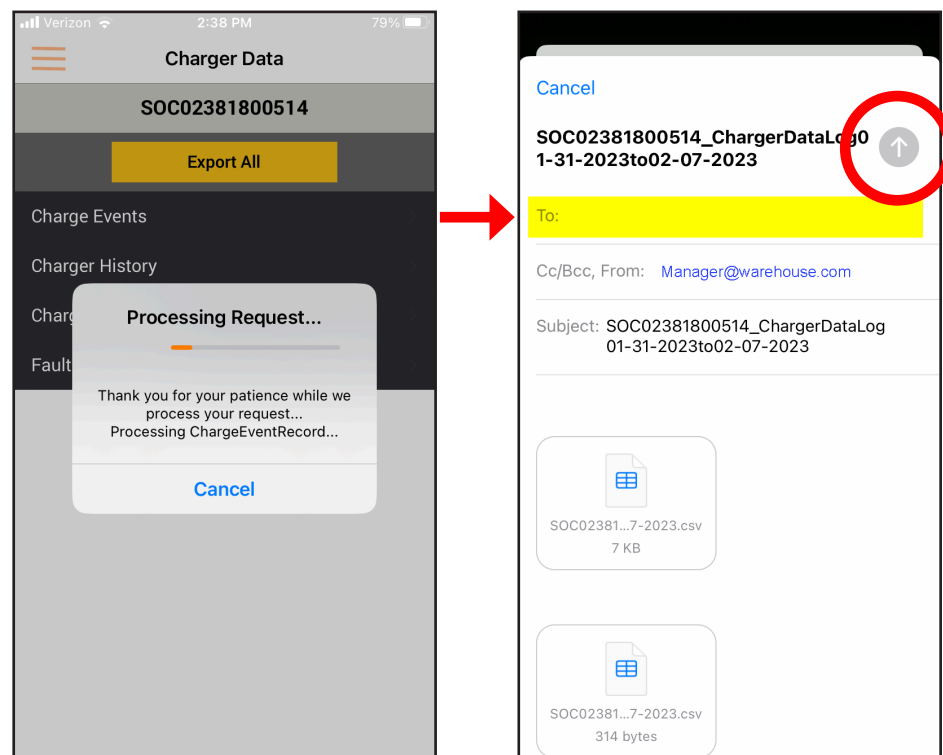 Verizon
2:38 PM
79%
Charger Data
SOC02381800514
Export All
Charge Events
Charger History
Charg
Fault
Processing Request...
Thank you for your patience while we
process your request...
Processing ChargeEventRecord...
Cancel
Cancel
SOC02381800514_ChargerDataLog0
1-31-2023to02-07-2023
To:
Cc/Bcc, From: Manager@warehouse.com
Subject: SOC02381800514_ChargerDataLog
01-31-2023to02-07-2023
SOC02381...7-2023.csv
7 KB
SOC02381...7-2023.csv
314 bytes